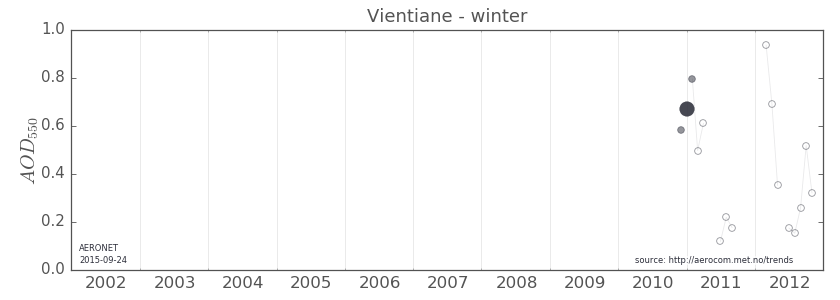 Vientiane - winter
1.0
0.8
0.6
0.4
0.2
0.0
AOD550
AERONET
2015-09-24
source: http://aerocom.met.no/trends
2002 2003 2004 2005 2006 2007 2008 2009 2010 2011 2012